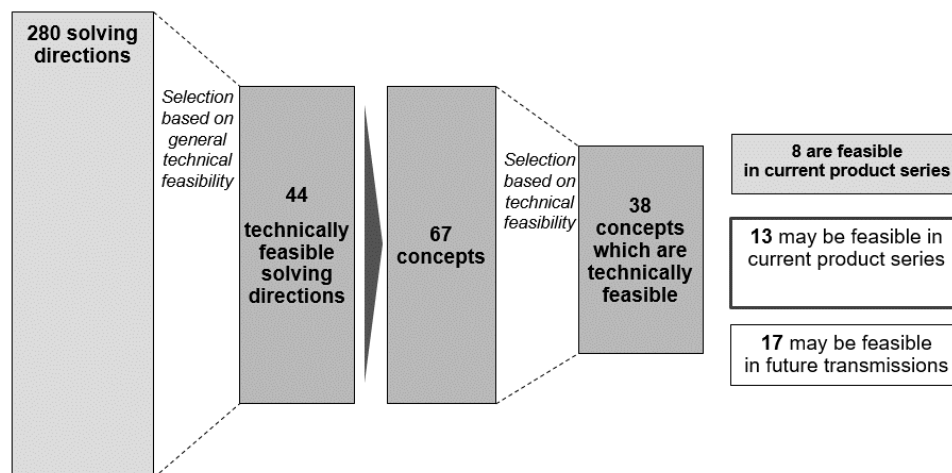 280 solving
directions
Selection
based on
general
technical
feasibility
44
technically
feasible
solving
directions
67
concepts
Selection
based on
technical
feasibility
38
concepts
which are
technically
feasible
8 are feasible
in current product series
13 may be feasible in
current product series
17 may be feasible
in future transmissions